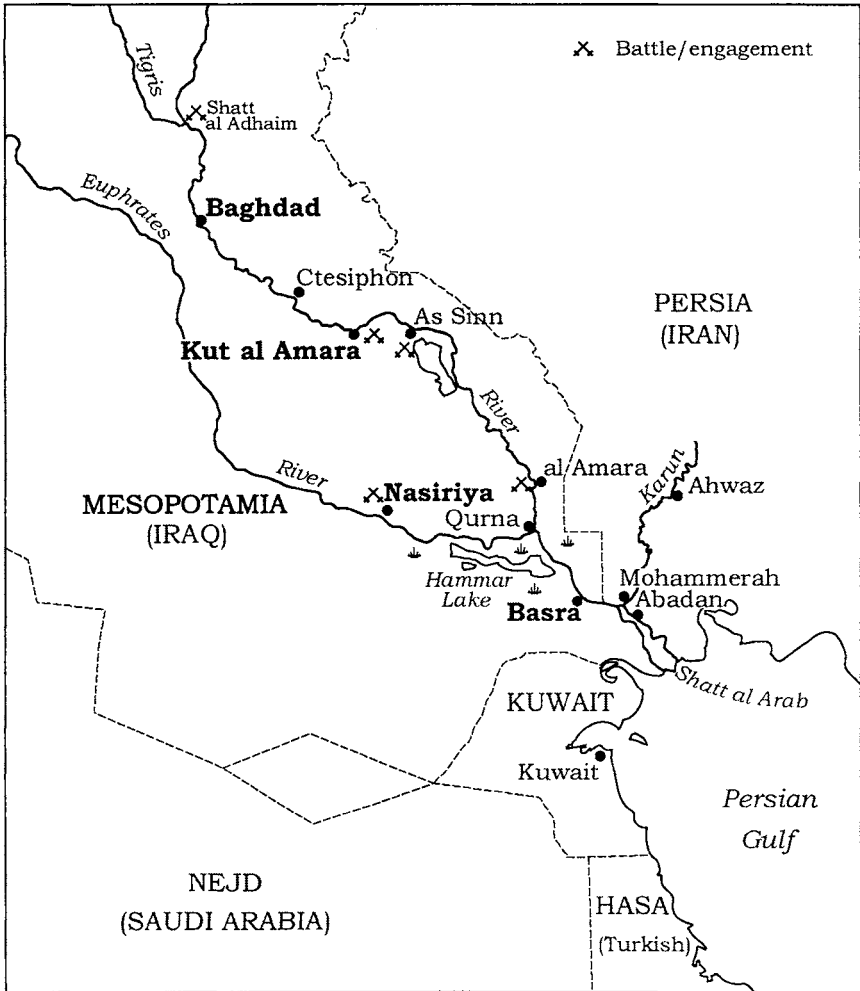 Battle/engagement
Tigris
Shatt
al Adhaim
Euphrates
Baghdad
Ctesiphon
As Sinn
PERSIA
(IRAN)
Kut al Amara
River
al Amara
Karun
Ahwaz
River
Nasiriya
MESOPOTAMIA
(IRAQ)
Qurna
Hammar
Lake
Mohammerah
Abadan
Basra
Shatt al Arab
KUWAIT
Kuwait
Persian
Gulf
NEJD
(SAUDI ARABIA)
HASA
(Turkish)